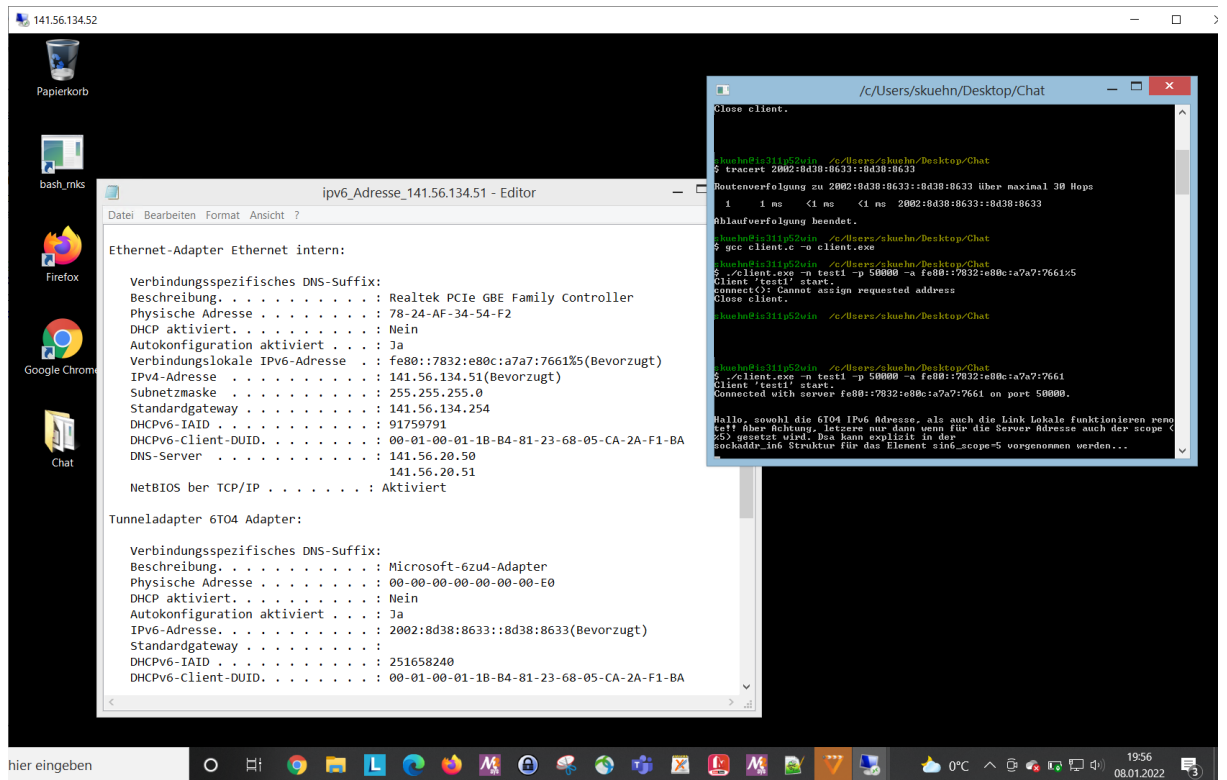 141.56.134.52
Papierkorb
bash_rnks
Firefox
Google Chrome
Chat
ipv6_Adresse_141.56.134.51 - Editor
Datei Bearbeiten Format Ansicht ?
Ethernet-Adapter Ethernet intern:
Verbindungsspezifisches DNS-Suffix:
Beschreibung. . . . . . . . . . . : Realtek PCIe GBE Family Controller
Physische Adresse . . . . . . . . : 78-24-AF-34-54-F2
DHCP aktiviert. . . . . . . . . . : Nein
Autokonfiguration aktiviert . . . : Ja
Verbindungslokale IPv6-Adresse  . : fe80::7832:e80c:a7a7:7661%5(Bevorzugt)
IPv4-Adresse  . . . . . . . . . . : 141.56.134.51(Bevorzugt)
Subnetzmaske  . . . . . . . . . . : 255.255.255.0
Standardgateway . . . . . . . . . : 141.56.134.254
DHCPv6-IAID . . . . . . . . . . . : 91759791
DHCPv6-Client-DUID. . . . . . . . : 00-01-00-01-1B-B4-81-23-68-05-CA-2A-F1-BA
DNS-Server  . . . . . . . . . . . : 141.56.20.50
141.56.20.51
NetBIOS ber TCP/IP . . . . . . . : Aktiviert
Tunneladapter 6TO4 Adapter:
Verbindungsspezifisches DNS-Suffix:
Beschreibung. . . . . . . . . . . : Microsoft-6zu4-Adapter
Physische Adresse . . . . . . . . : 00-00-00-00-00-00-00-E0
DHCP aktiviert. . . . . . . . . . : Nein
Autokonfiguration aktiviert . . . : Ja
IPv6-Adresse. . . . . . . . . . . : 2002:8d38:8633::8d38:8633(Bevorzugt)
Standardgateway . . . . . . . . . :
DHCPv6-IAID . . . . . . . . . . . : 251658240
DHCPv6-Client-DUID. . . . . . . . : 00-01-00-01-1B-B4-81-23-68-05-CA-2A-F1-BA
/c/Users/skuehn/Desktop/Chat
Close client.
skuehn@is311p52win /c/Users/skuehn/Desktop/Chat
$ tracert 2002:8d38:8633::8d38:8633
Routenverfolgung zu 2002:8d38:8633::8d38:8633 über maximal 30 Hops
1 1 ms <1 ms <1 ms 2002:8d38:8633::8d38:8633
Ablaufverfolgung beendet.
skuehn@is311p52win /c/Users/skuehn/Desktop/Chat
$ gcc client.c -o client.exe
skuehn@is311p52win /c/Users/skuehn/Desktop/Chat
$ ./client.exe -n test1 -p 50000 -a fe80::7832:e80c:a7a7:7661%5
Client 'test1' start.
connect(): Cannot assign requested address
Close client.
skuehn@is311p52win /c/Users/skuehn/Desktop/Chat
skuehn@is311p52win /c/Users/skuehn/Desktop/Chat
$ ./client.exe -n test1 -p 50000 -a fe80::7832:e80c:a7a7:7661
Client 'test1' start.
Connected with server fe80::7832:e80c:a7a7:7661 on port 50000.
Hallo, sowohl die 6TO4 IPv6 Adresse, als auch die Link Lokale funktionieren remo
te!! Aber Achtung, letzere nur dann wenn für die Server Adresse auch der scope (
%5) gesetzt wird. Dsa kann explizit in der
sockaddr_in6 Struktur für das Element sin6_scope=5 vorgenommen werden...
hier eingeben
0°C
19:56
08.01.2022
3